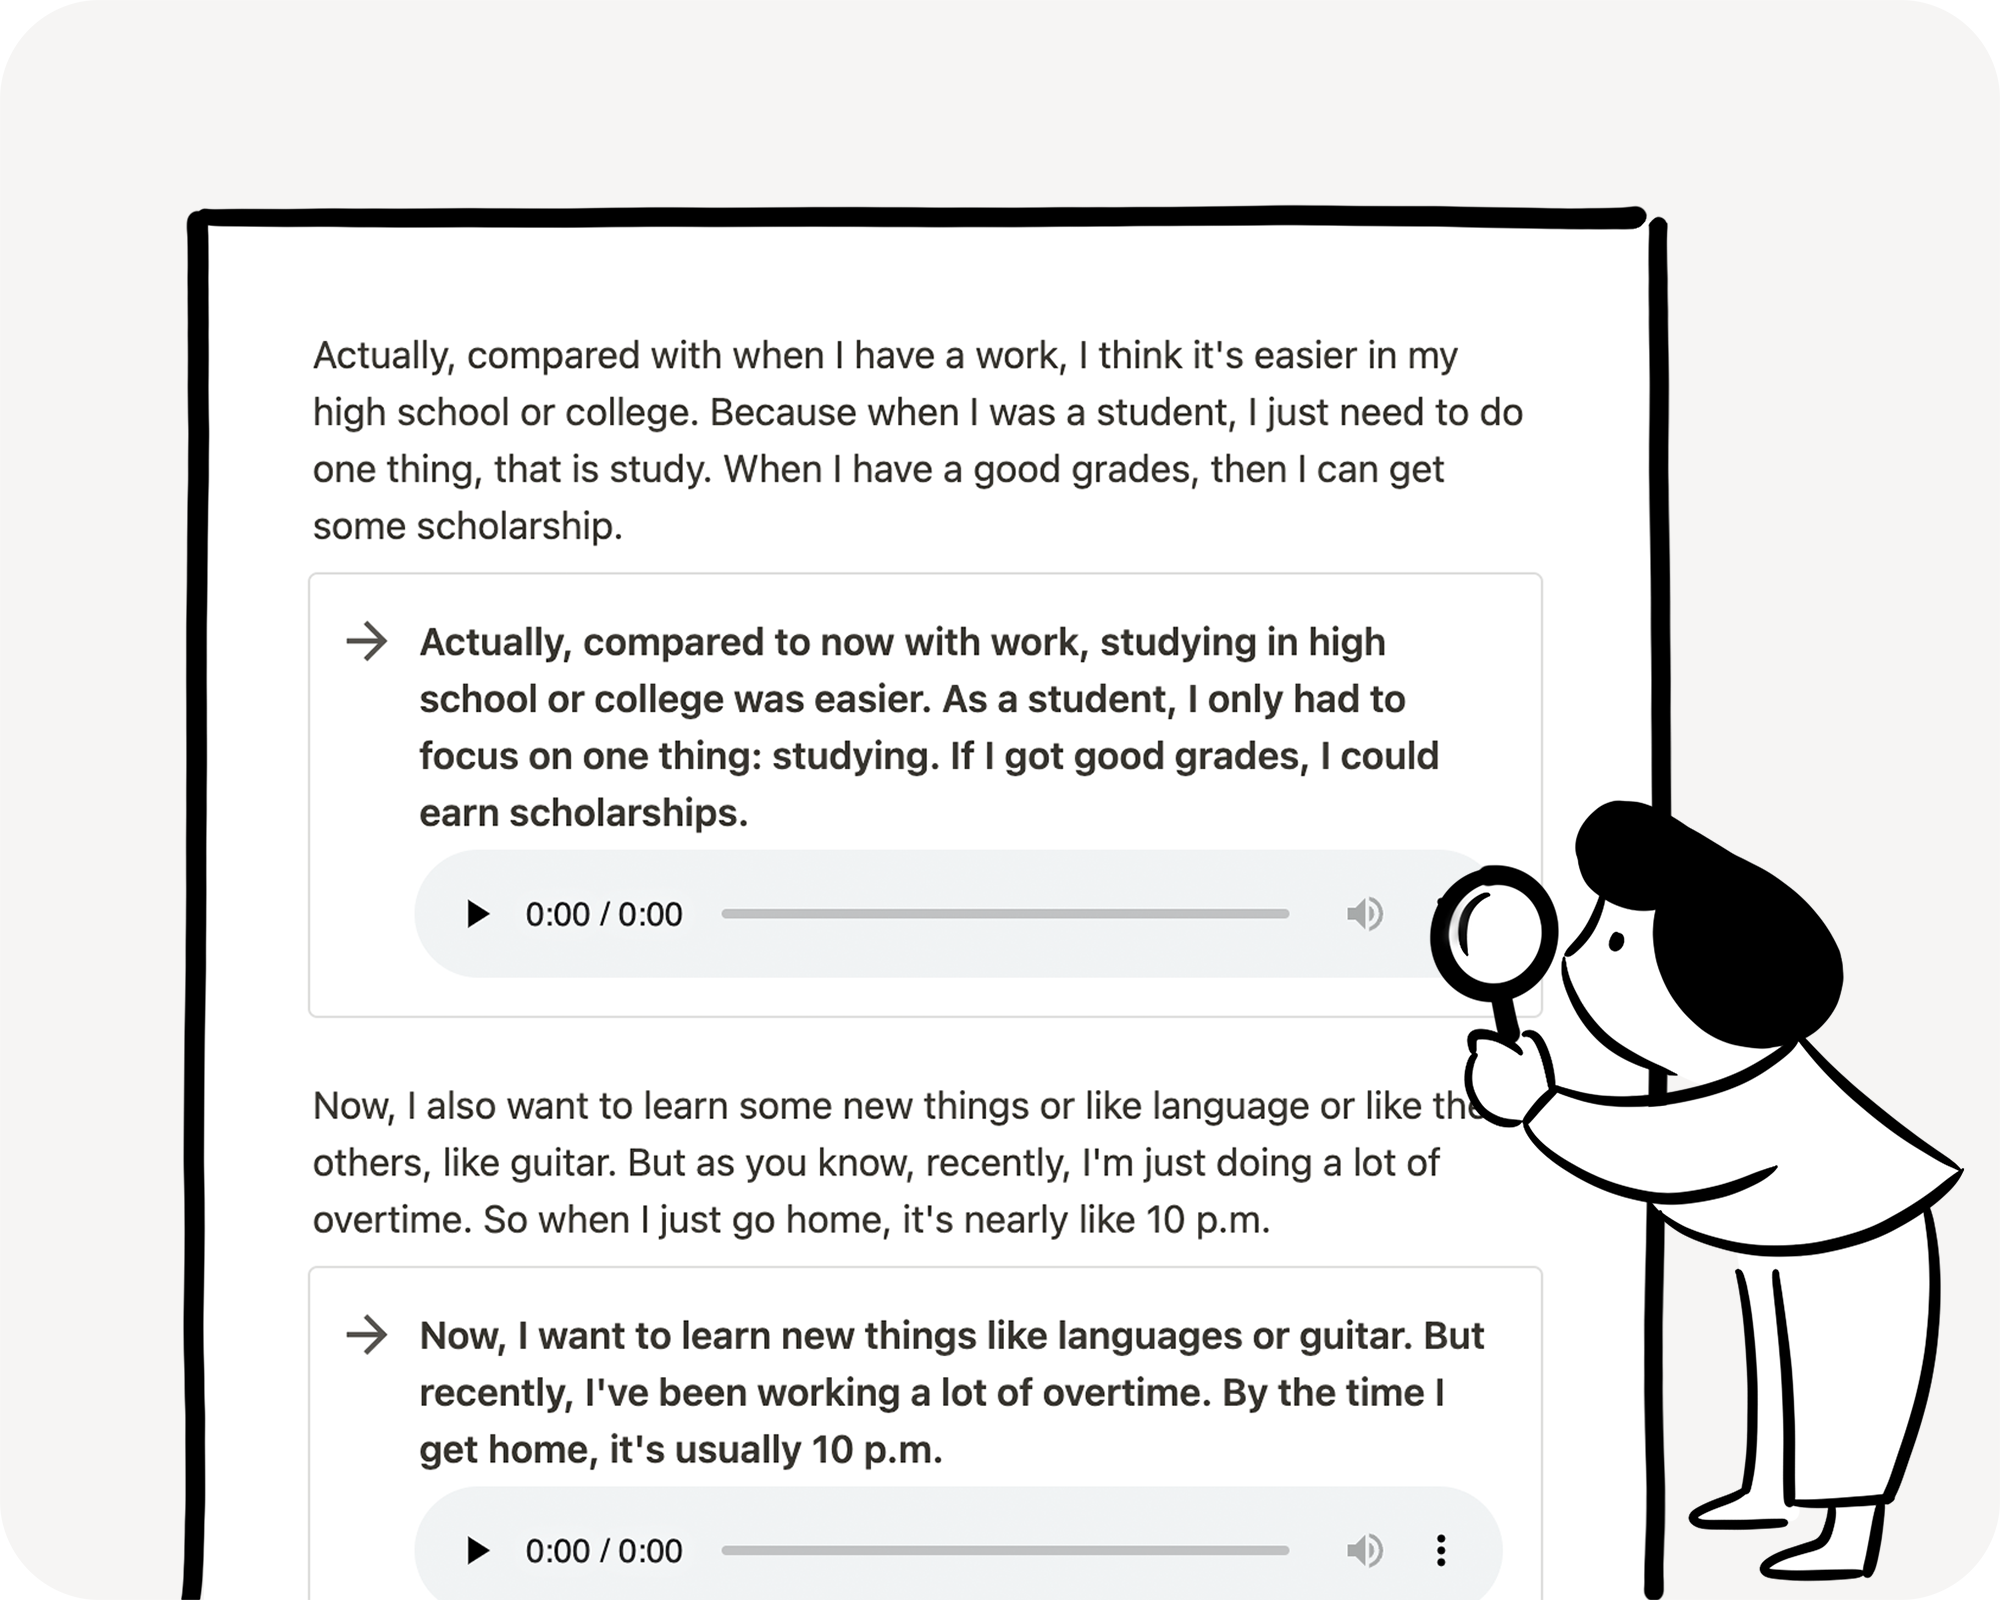 Actually, compared with when I have a work, I think it's easier in my
high school or college. Because when I was a student, I just need to do
one thing, that is study. When I have a good grades, then I can get
some scholarship.
→ Actually, compared to now with work, studying in high
school or college was easier. As a student, I only had to
focus on one thing: studying. If I got good grades, I could
earn scholarships.
0:00 / 0:00
Now, I also want to learn some new things or like language or like the
others, like guitar. But as you know, recently, I'm just doing a lot of
overtime. So when I just go home, it's nearly like 10 p.m.
→ Now, I want to learn new things like languages or guitar. But
recently, I've been working a lot of overtime. By the time I
get home, it's usually 10 p.m.
0:00 / 0:00